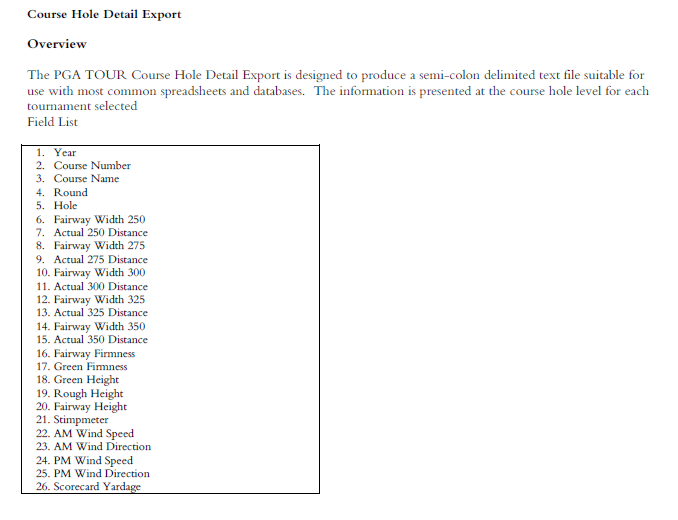 Course Hole Detail Export
Overview
The PGA TOUR Course Hole Detail Export is designed to produce a semi-colon delimited text file suitable for
use with most common spreadsheets and databases.  The information is presented at the course hole level for each
tournament selected
Field List
1. Year
2. Course Number
3. Course Name
4. Round
5. Hole
6. Fairway Width 250
7. Actual 250 Distance
8. Fairway Width 275
9. Actual 275 Distance
10. Fairway Width 300
11. Actual 300 Distance
12. Fairway Width 325
13. Actual 325 Distance
14. Fairway Width 350
15. Actual 350 Distance
16. Fairway Firmness
17. Green Firmness
18. Green Height
19. Rough Height
20. Fairway Height
21. Stimpmeter
22. AM Wind Speed
23. AM Wind Direction
24. PM Wind Speed
25. PM Wind Direction
26. Scorecard Yardage